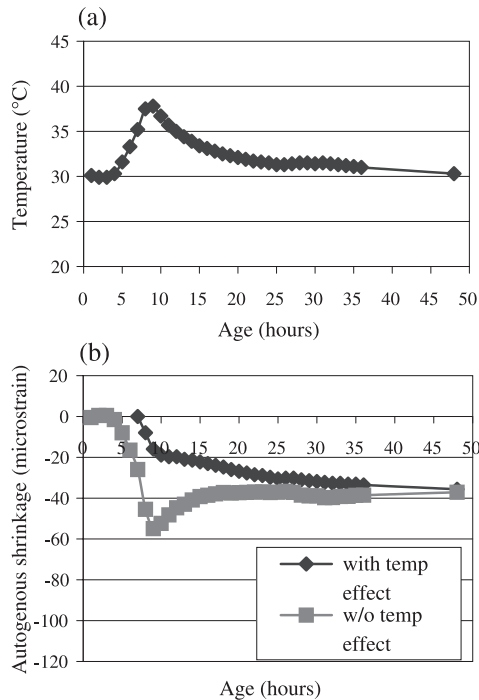 (a)
Temperature (°C)
45
40
35
30
25
20
0 5 10 15 20 25 30 35 40 45 50
Age (hours)
(b)
Autogenous shrinkage (microstrain)
20
0
-20
-40
-60
-80
-100
-120
0 5 10 15 20 25 30 35 40 45 50
with temp
effect
w/o temp
effect
Age (hours)